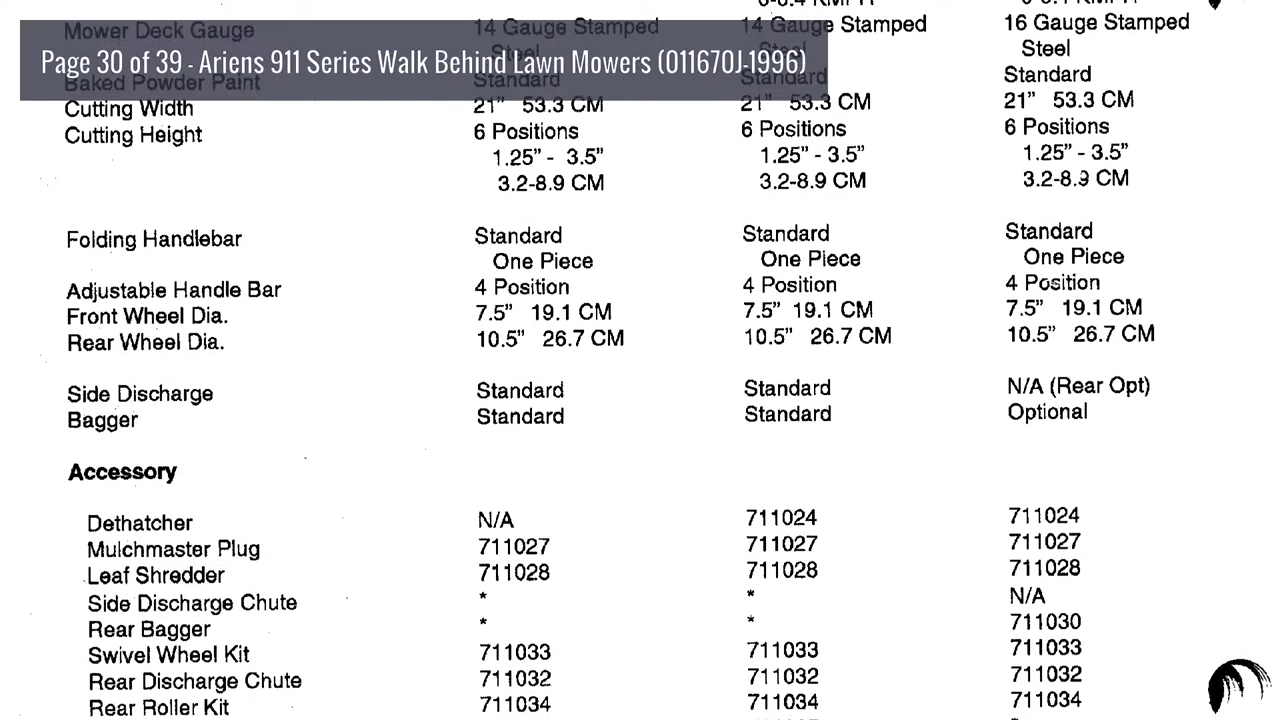 Mower Deck Gauge 14 Gauge Stamped 14 Gauge Stamped 16 Gauge Stamped
Steel Steel Steel
Page 30 of 39 - Ariens 911 Series Walk Behind Lawn Mowers (011670J-1996)
Baked Powder Paint Standard Standard Standard
Cutting Width 21” 53.3 CM 21” 53.3 CM 21” 53.3 CM
Cutting Height 6 Positions 6 Positions 6 Positions
1.25” - 3.5” 1.25” - 3.5” 1.25” - 3.5”
3.2-8.9 CM 3.2-8.9 CM 3.2-8.9 CM
Folding Handlebar Standard Standard Standard
One Piece One Piece One Piece
Adjustable Handle Bar 4 Position 4 Position 4 Position
Front Wheel Dia. 7.5” 19.1 CM 7.5” 19.1 CM 7.5” 19.1 CM
Rear Wheel Dia. 10.5” 26.7 CM 10.5” 26.7 CM 10.5” 26.7 CM
Side Discharge Standard Standard N/A (Rear Opt)
Bagger Standard Standard Optional
Accessory
Dethatcher N/A 711024 711024
Mulchmaster Plug 711027 711027 711027
Leaf Shredder 711028 711028 711028
Side Discharge Chute * * N/A
Rear Bagger * * 711030
Swivel Wheel Kit 711033 711033 711033
Rear Discharge Chute 711032 711032 711032
Rear Roller Kit 711034 711034 711034